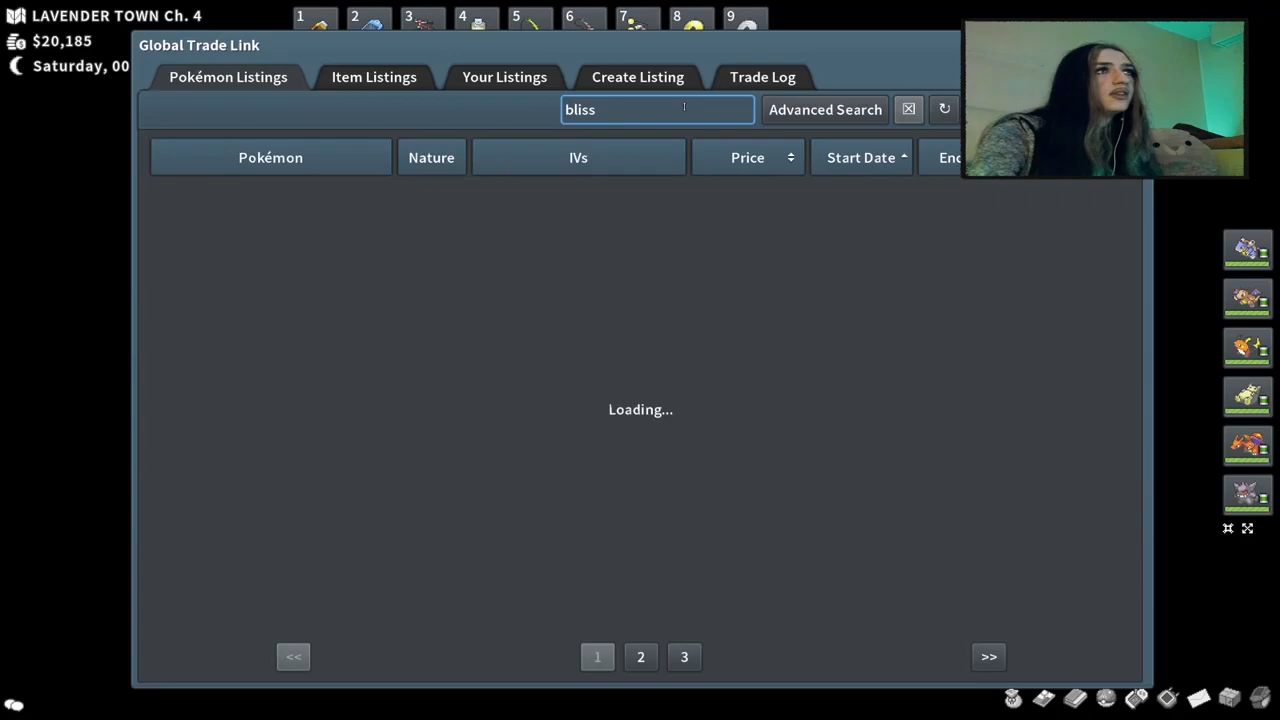 LAVENDER TOWN Ch. 4
$20,185
Saturday, 00
1 2 3 4 5 6 7 8 9
Global Trade Link
Pokémon Listings Item Listings Your Listings Create Listing Trade Log
bliss Advanced Search
Pokémon Nature IVs Price Start Date
Loading...
<< 1 2 3 >>